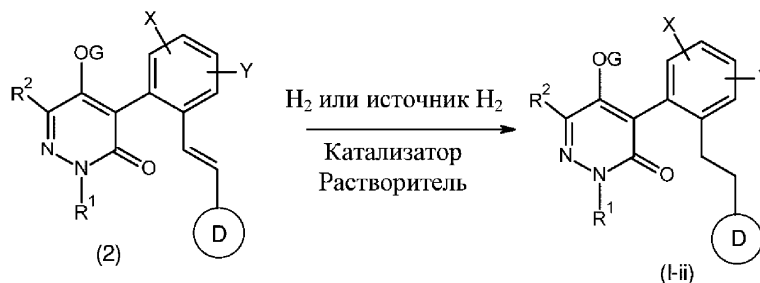 X
OG
Y
R²
N
N
O
R¹
D
(2)
H₂ или источник H₂
Катализатор
Растворитель
X
OG
R²
N
N
O
R¹
D
(I-ii)